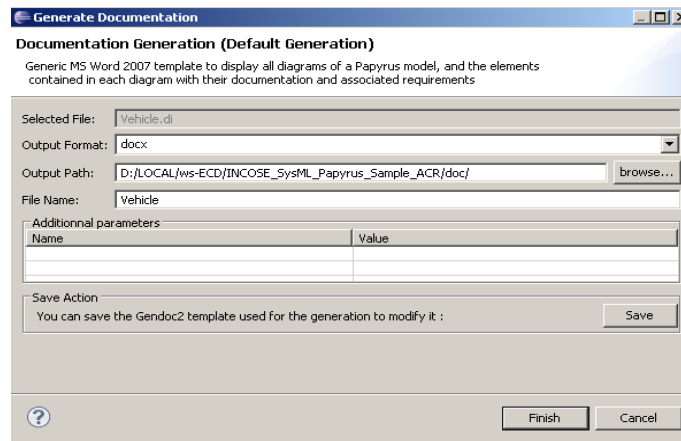 Generate Documentation
Documentation Generation (Default Generation)
Generic MS Word 2007 template to display all diagrams of a Papyrus model, and the elements
contained in each diagram with their documentation and associated requirements
Selected File: Vehicle.di
Output Format: docx
Output Path: D:/LOCAL/ws-ECD/INCOSE_SysML_Papyrus_Sample_ACR/doc/ browse...
File Name: Vehicle
Additionnal parameters
Name Value
Save Action
You can save the Gendoc2 template used for the generation to modify it : Save
? Finish Cancel